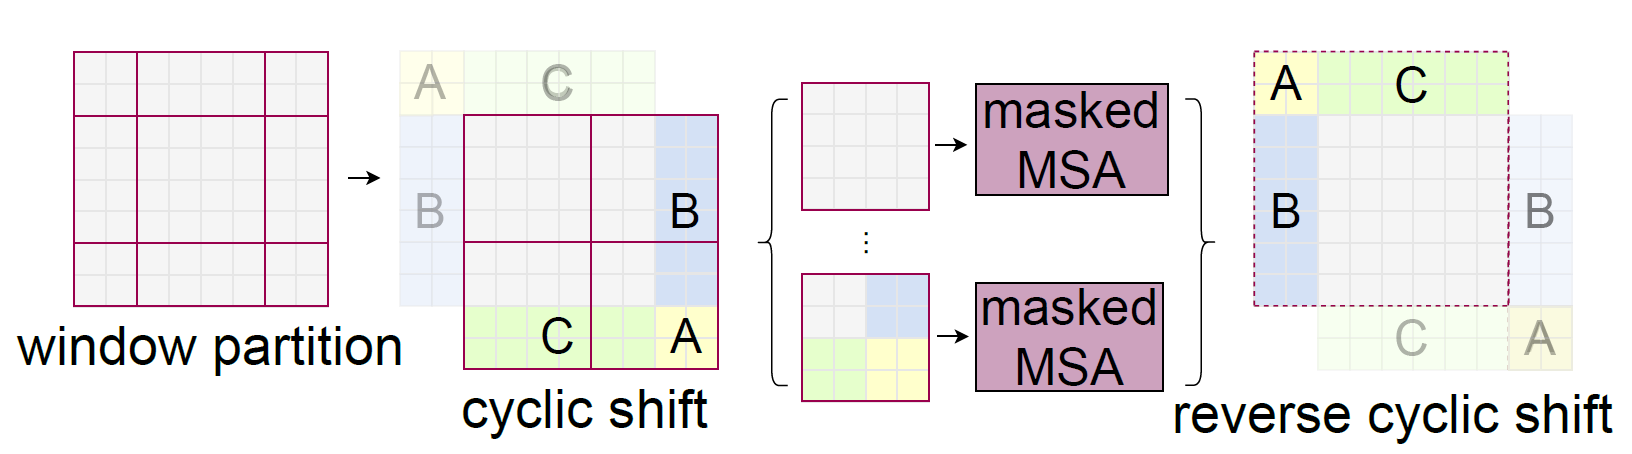 A C
B
B
C A
window partition
cyclic shift
masked
MSA
⋮
masked
MSA
A C
B B
C A
reverse cyclic shift